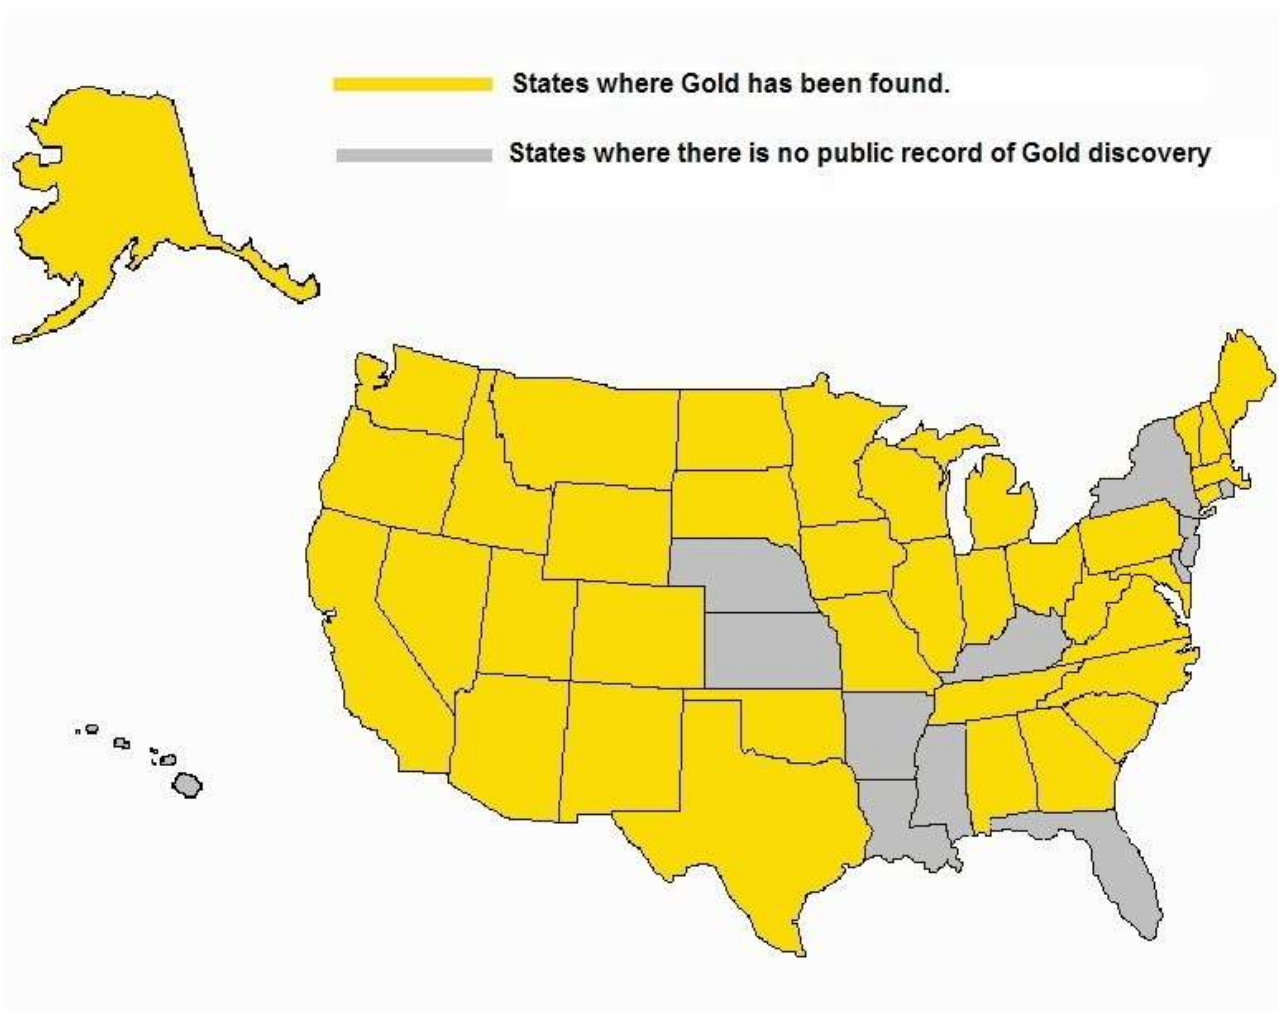 States where Gold has been found.
States where there is no public record of Gold discovery